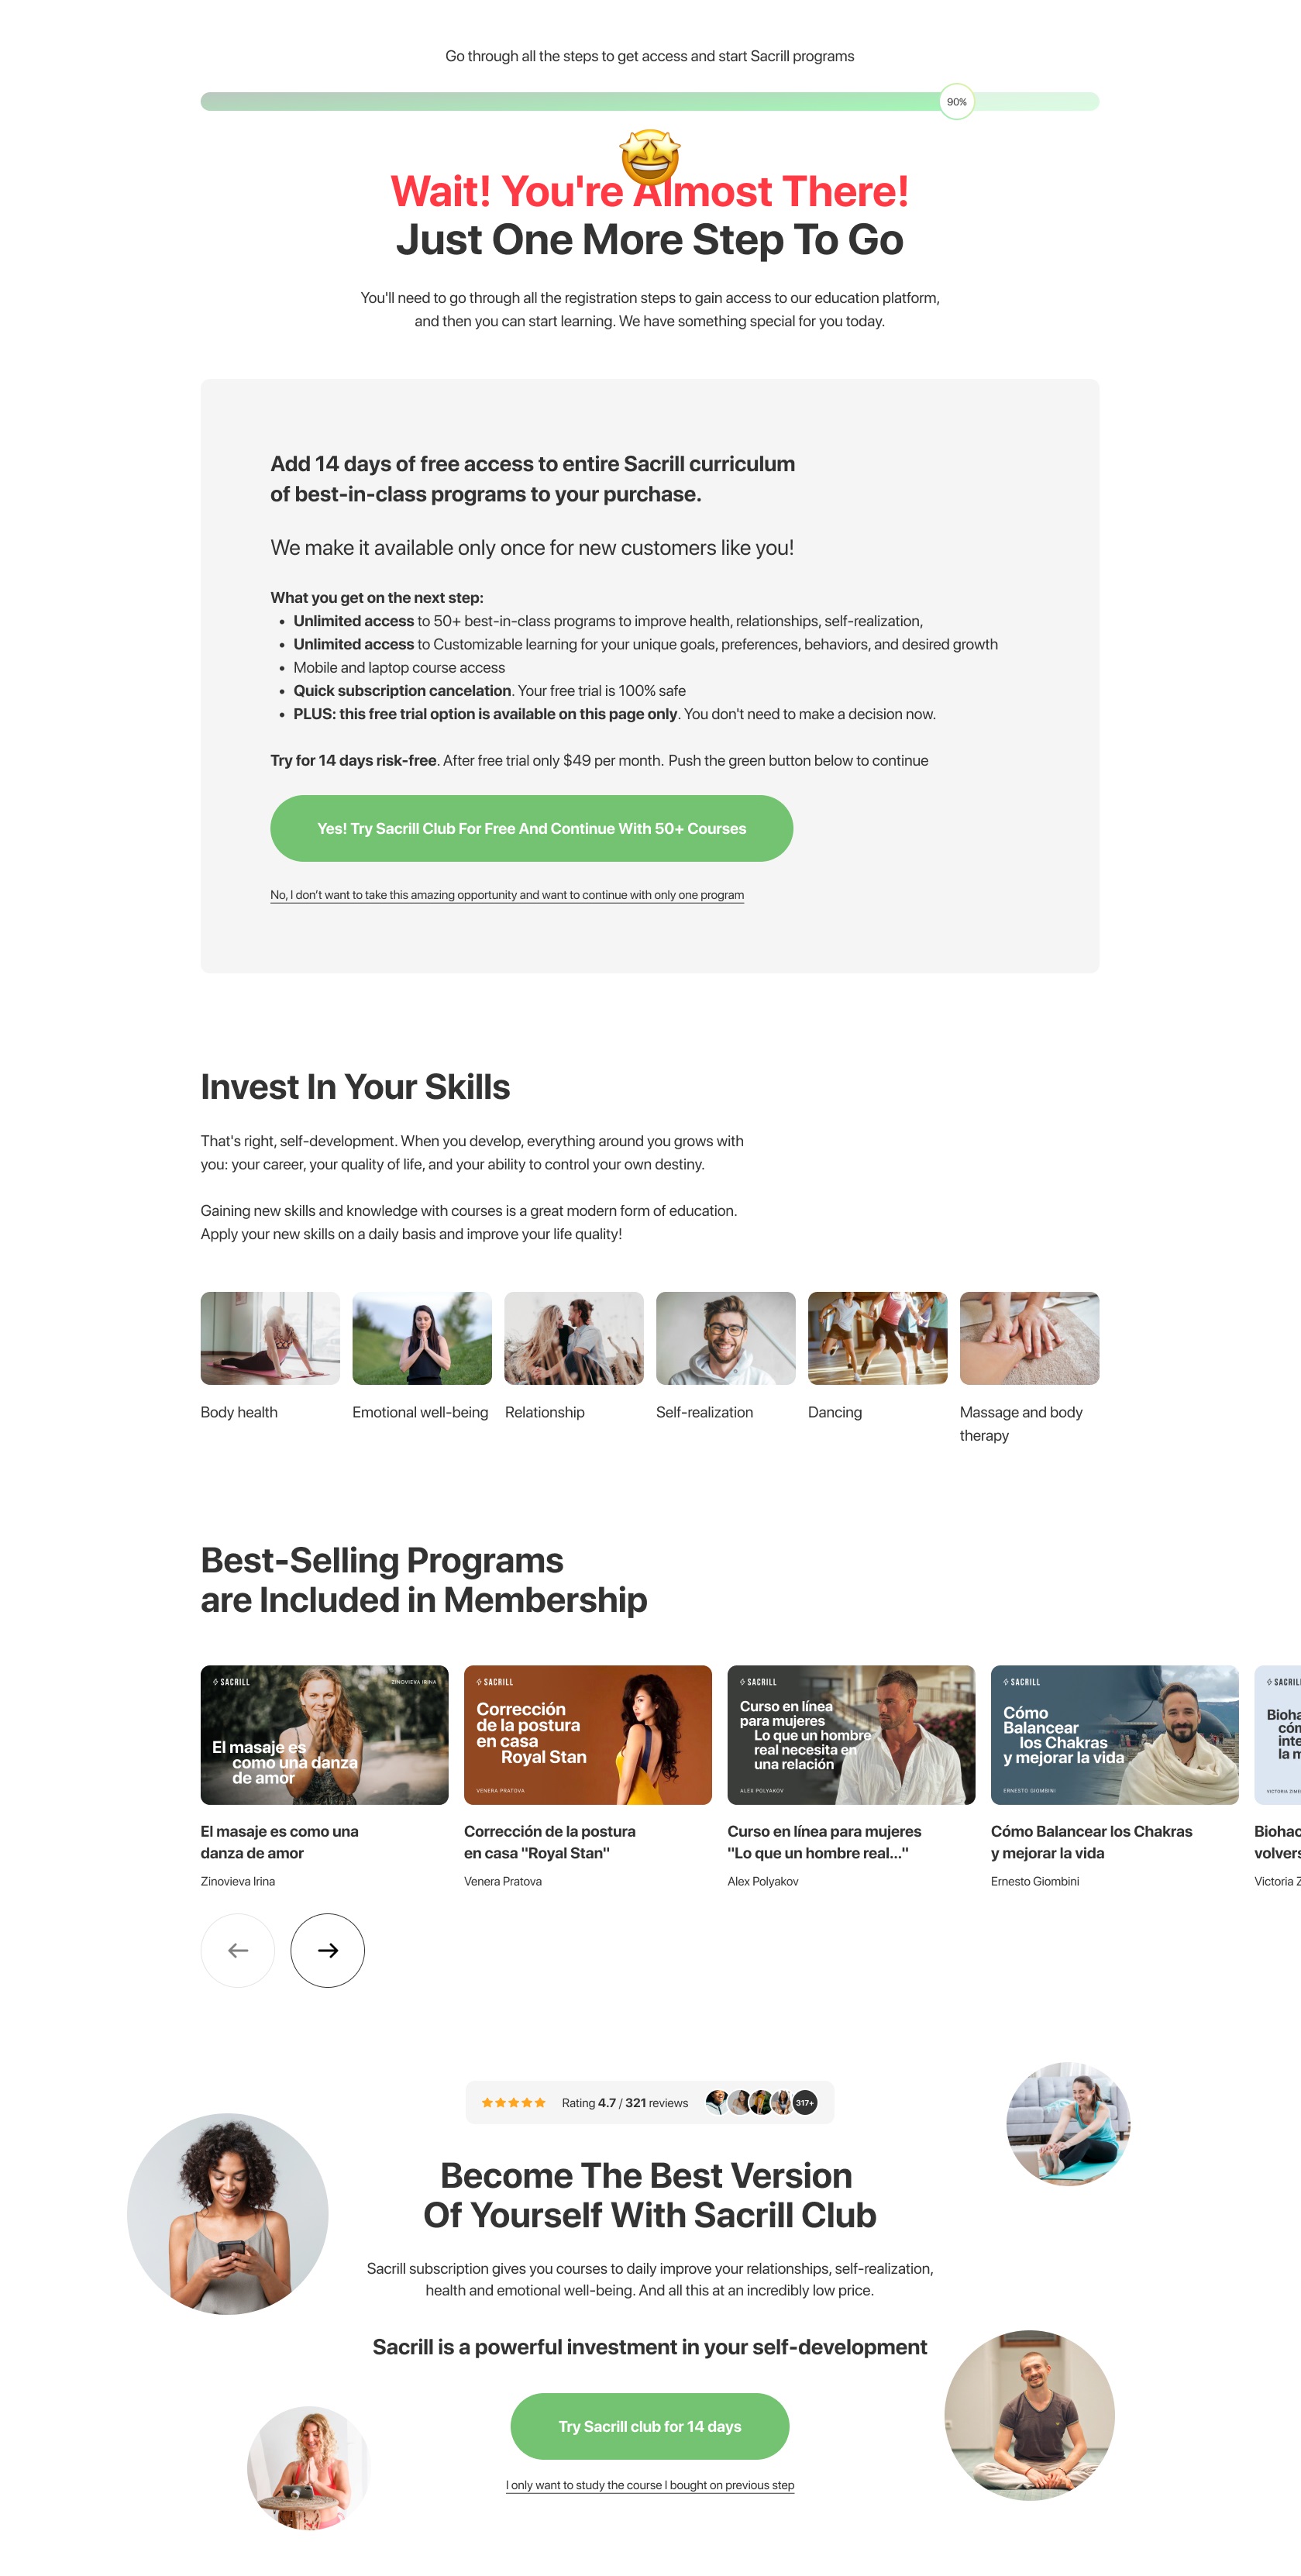 Go through all the steps to get access and start Sacrill programs
90%
Wait! You're Almost There!
Just One More Step To Go
You'll need to go through all the registration steps to gain access to our education platform,
and then you can start learning. We have something special for you today.
Add 14 days of free access to entire Sacrill curriculum
of best-in-class programs to your purchase.
We make it available only once for new customers like you!
What you get on the next step:
• Unlimited access to 50+ best-in-class programs to improve health, relationships, self-realization,
• Unlimited access to Customizable learning for your unique goals, preferences, behaviors, and desired growth
• Mobile and laptop course access
• Quick subscription cancelation. Your free trial is 100% safe
• PLUS: this free trial option is available on this page only. You don't need to make a decision now.
Try for 14 days risk-free. After free trial only $49 per month. Push the green button below to continue
Yes! Try Sacrill Club For Free And Continue With 50+ Courses
No, I don't want to take this amazing opportunity and want to continue with only one program
Invest In Your Skills
That's right, self-development. When you develop, everything around you grows with
you: your career, your quality of life, and your ability to control your own destiny.
Gaining new skills and knowledge with courses is a great modern form of education.
Apply your new skills on a daily basis and improve your life quality!
Body health
Emotional well-being
Relationship
Self-realization
Dancing
Massage and body
therapy
Best-Selling Programs
are Included in Membership
SACRILL
ZINOVIEVA IRINA
El masaje es
como una danza
de amor
El masaje es como una
danza de amor
Zinovieva Irina
SACRILL
Corrección
de la postura
en casa
Royal Stan
VENERA PRATOVA
Corrección de la postura
en casa "Royal Stan"
Venera Pratova
SACRILL
Curso en línea
para mujeres
Lo que un hombre
real necesita en
una relación
ALEX POLYAKOV
Curso en línea para mujeres
"Lo que un hombre real..."
Alex Polyakov
SACRILL
Cómo
Balancear
los Chakras
y mejorar la vida
ERNESTO GIOMBINI
Cómo Balancear los Chakras
y mejorar la vida
Ernesto Giombini
SACRILL
Rating 4.7 / 321 reviews
317+
Become The Best Version
Of Yourself With Sacrill Club
Sacrill subscription gives you courses to daily improve your relationships, self-realization,
health and emotional well-being. And all this at an incredibly low price.
Sacrill is a powerful investment in your self-development
Try Sacrill club for 14 days
I only want to study the course I bought on previous step